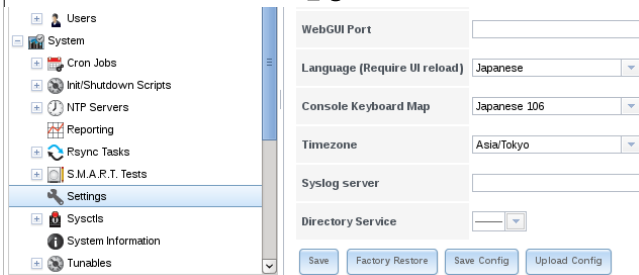 Users
System
Cron Jobs
Init/Shutdown Scripts
NTP Servers
Reporting
Rsync Tasks
S.M.A.R.T. Tests
Settings
Sysctls
System Information
Tunables
WebGUI Port
Language (Require UI reload) Japanese
Console Keyboard Map Japanese 106
Timezone Asia/Tokyo
Syslog server
Directory Service -----
Save Factory Restore Save Config Upload Config